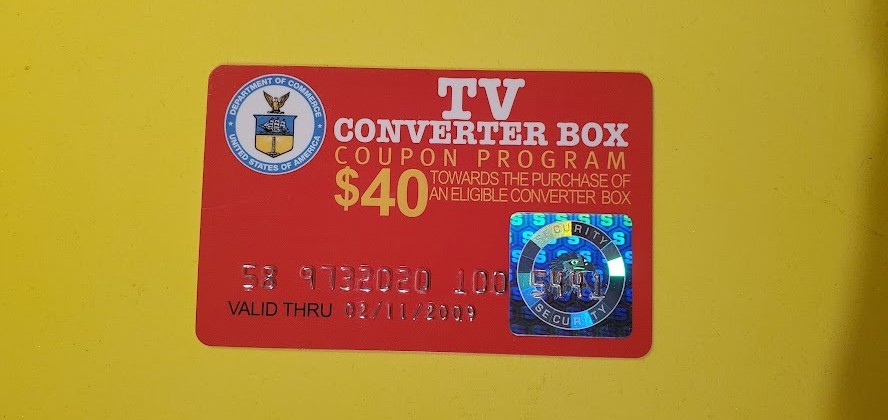 DEPARTMENT OF COMMERCE
UNITED STATES OF AMERICA
TV
CONVERTER BOX
COUPON PROGRAM
$40 TOWARDS THE PURCHASE OF
AN ELIGIBLE CONVERTER BOX
SECURITY
58 9732020 100 5491
SECURITY
VALID THRU 02/11/2009